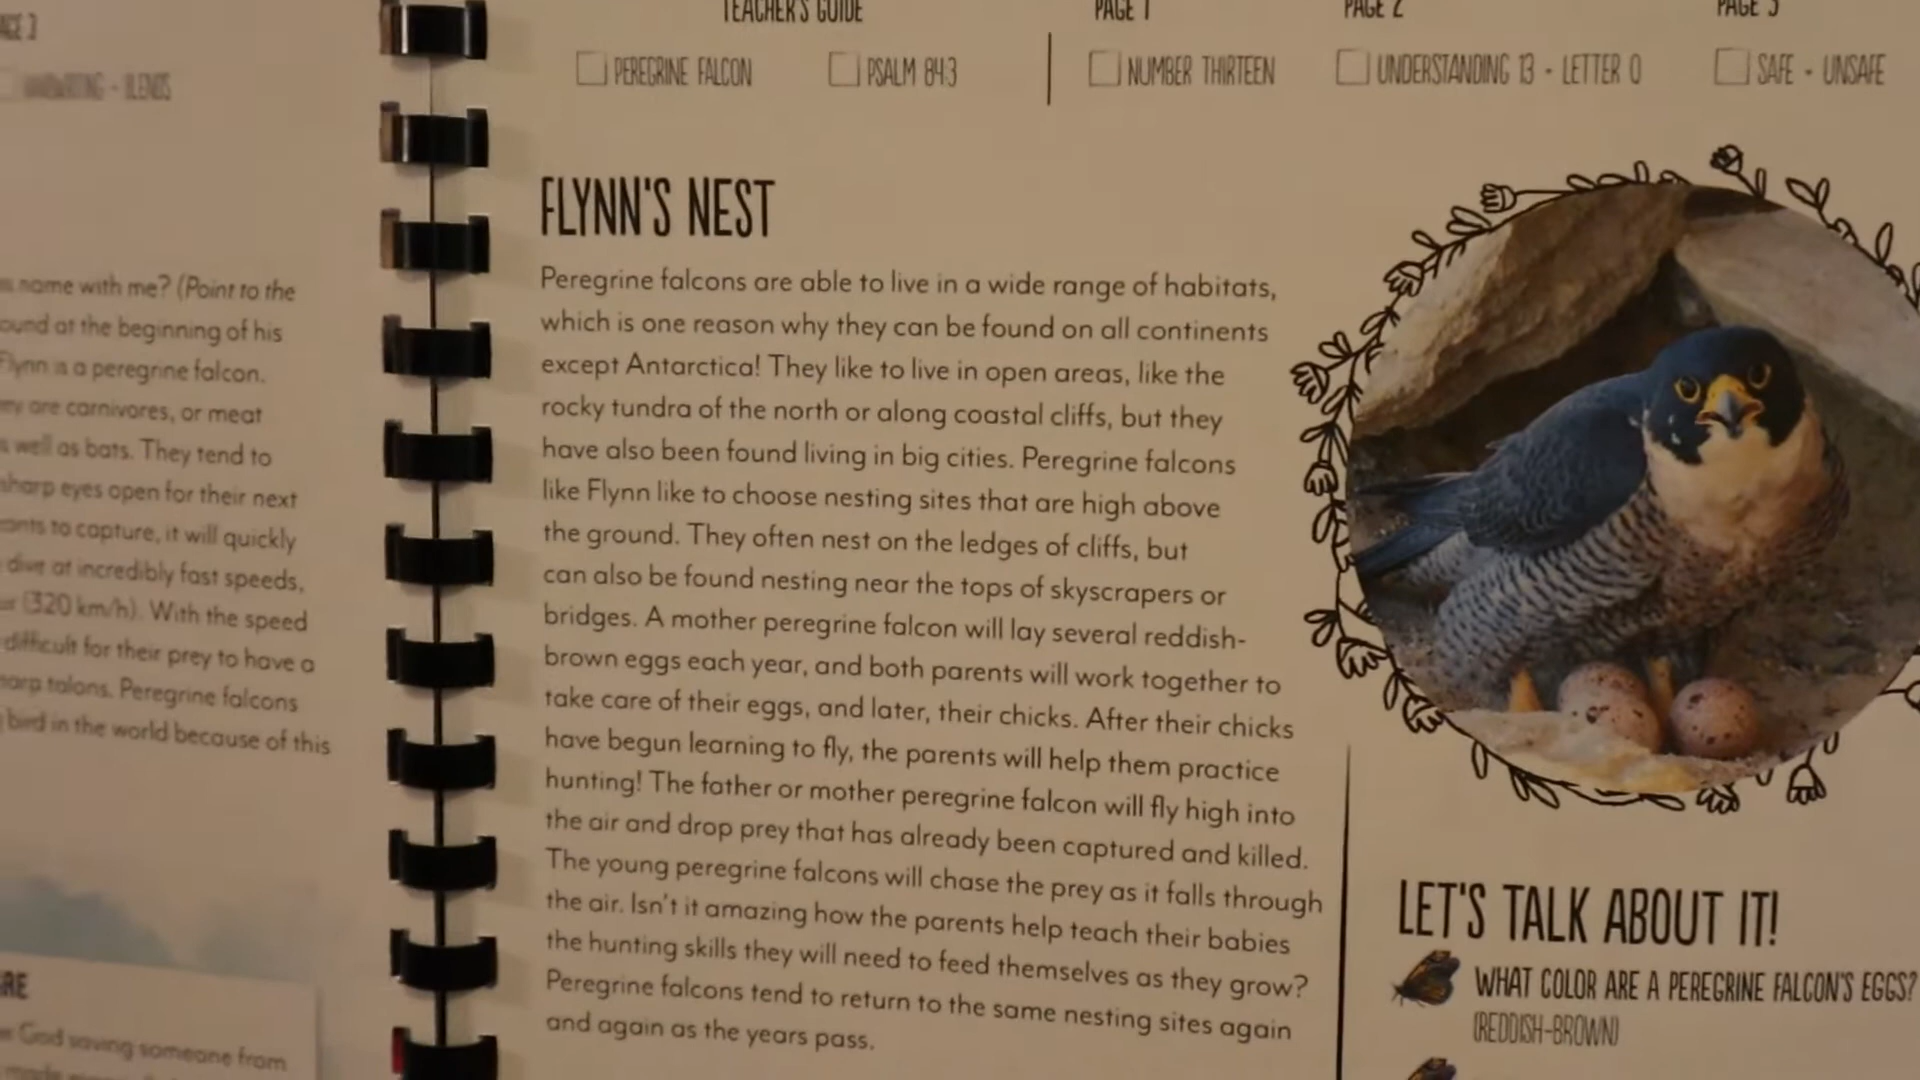 HANDWRITING - BLENDS
name with me? (Point to the
at the beginning of his
Flynn is a peregrine falcon.
are carnivores, or meat
well as bats. They tend to
sharp eyes open for their next
to capture, it will quickly
dive at incredibly fast speeds,
(320 km/h). With the speed
difficult for their prey to have a
talons. Peregrine falcons
bird in the world because of this
God saving someone from
TEACHER'S GUIDE
PAGE 1
PAGE 2
PAGE 3
PEREGRINE FALCON
PSALM 84:3
NUMBER THIRTEEN
UNDERSTANDING 13 - LETTER O
SAFE - UNSAFE
FLYNN'S NEST
Peregrine falcons are able to live in a wide range of habitats,
which is one reason why they can be found on all continents
except Antarctica! They like to live in open areas, like the
rocky tundra of the north or along coastal cliffs, but they
have also been found living in big cities. Peregrine falcons
like Flynn like to choose nesting sites that are high above
the ground. They often nest on the ledges of cliffs, but
can also be found nesting near the tops of skyscrapers or
bridges. A mother peregrine falcon will lay several reddish-
brown eggs each year, and both parents will work together to
take care of their eggs, and later, their chicks. After their chicks
have begun learning to fly, the parents will help them practice
hunting! The father or mother peregrine falcon will fly high into
the air and drop prey that has already been captured and killed.
The young peregrine falcons will chase the prey as it falls through
the air. Isn't it amazing how the parents help teach their babies
the hunting skills they will need to feed themselves as they grow?
Peregrine falcons tend to return to the same nesting sites again
and again as the years pass.
LET'S TALK ABOUT IT!
WHAT COLOR ARE A PEREGRINE FALCON'S EGGS?
(REDDISH-BROWN)